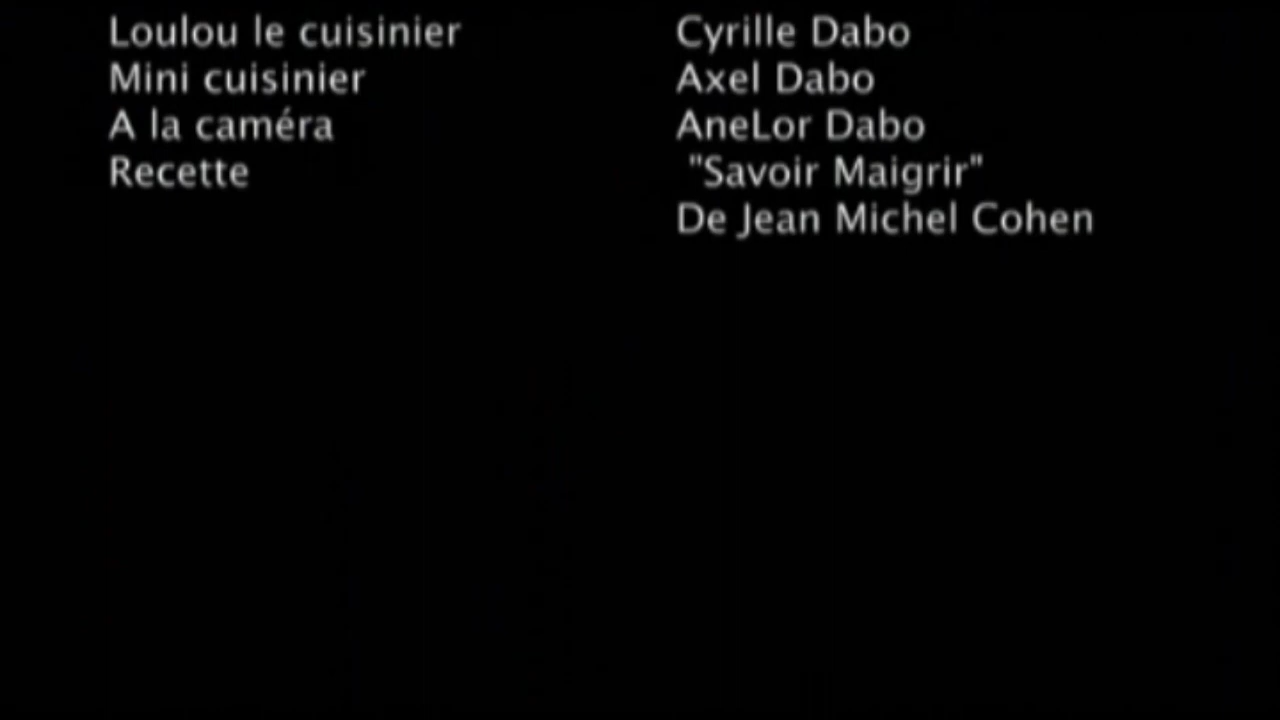 Loulou le cuisinier Cyrille Dabo
Mini cuisinier Axel Dabo
A la caméra AneLor Dabo
Recette "Savoir Maigrir"
De Jean Michel Cohen